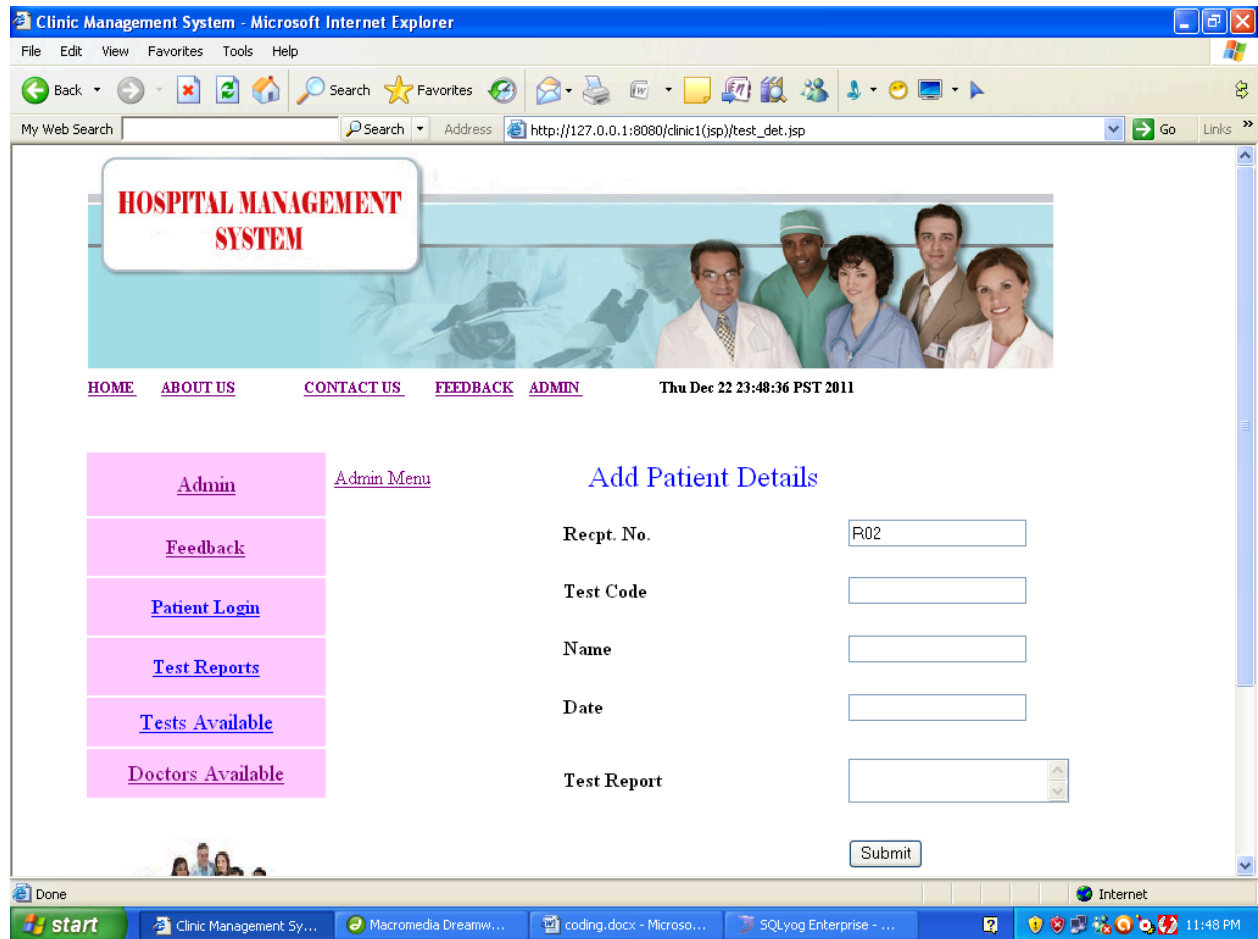 Clinic Management System - Microsoft Internet Explorer
File Edit View Favorites Tools Help
Back Search Favorites
My Web Search Search Address http://127.0.0.1:8080/clinic1(jsp)/test_det.jsp Go Links »
HOSPITAL MANAGEMENT
SYSTEM
HOME ABOUT US CONTACT US FEEDBACK ADMIN Thu Dec 22 23:48:36 PST 2011
Admin
Feedback
Patient Login
Test Reports
Tests Available
Doctors Available
Admin Menu
Add Patient Details
Recpt. No. R02
Test Code
Name
Date
Test Report
Submit
Done Internet
start Clinic Management Sy... Macromedia Dreamw... coding.docx - Microso... SQLyog Enterprise - ... 11:48 PM